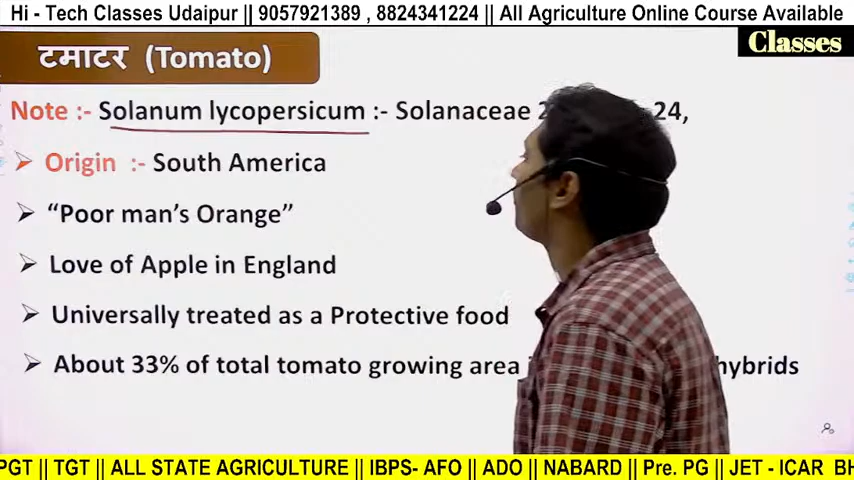 Hi - Tech Classes Udaipur || 9057921389 , 8824341224 || All Agriculture Online Course Available
Classes
टमाटर (Tomato)
Note :- Solanum lycopersicum :- Solanaceae 24,
➢ Origin :- South America
➢ “Poor man’s Orange”
➢ Love of Apple in England
➢ Universally treated as a Protective food
➢ About 33% of total tomato growing area hybrids
PGT || TGT || ALL STATE AGRICULTURE || IBPS- AFO || ADO || NABARD || Pre. PG || JET - ICAR BH